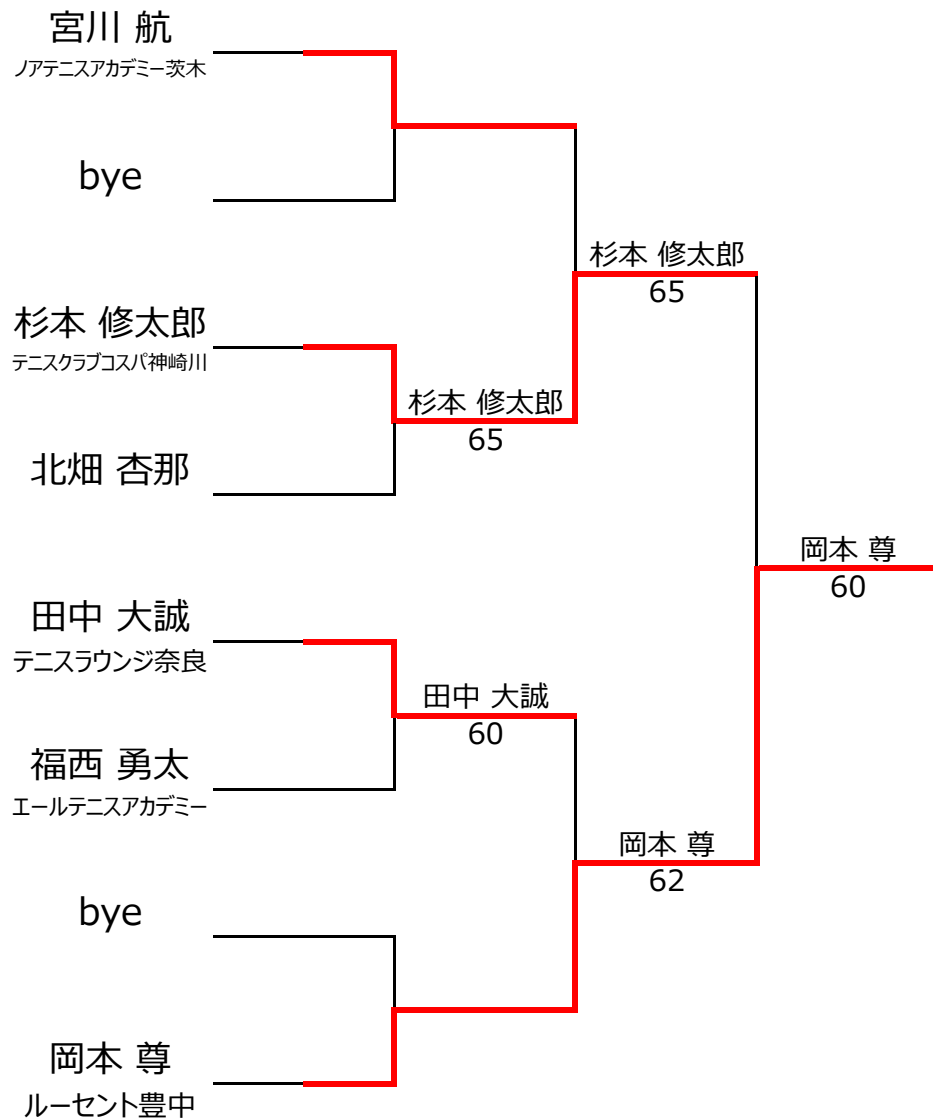 宮川 航
ノアテニスアカデミー茨木
bye
杉本 修太郎
65
杉本 修太郎
テニスクラブコスパ神崎川
杉本 修太郎
65
北畑 杏那
岡本 尊
60
田中 大誠
テニスラウンジ奈良
田中 大誠
60
福西 勇太
エールテニスアカデミー
岡本 尊
62
bye
岡本 尊
ルーセント豊中